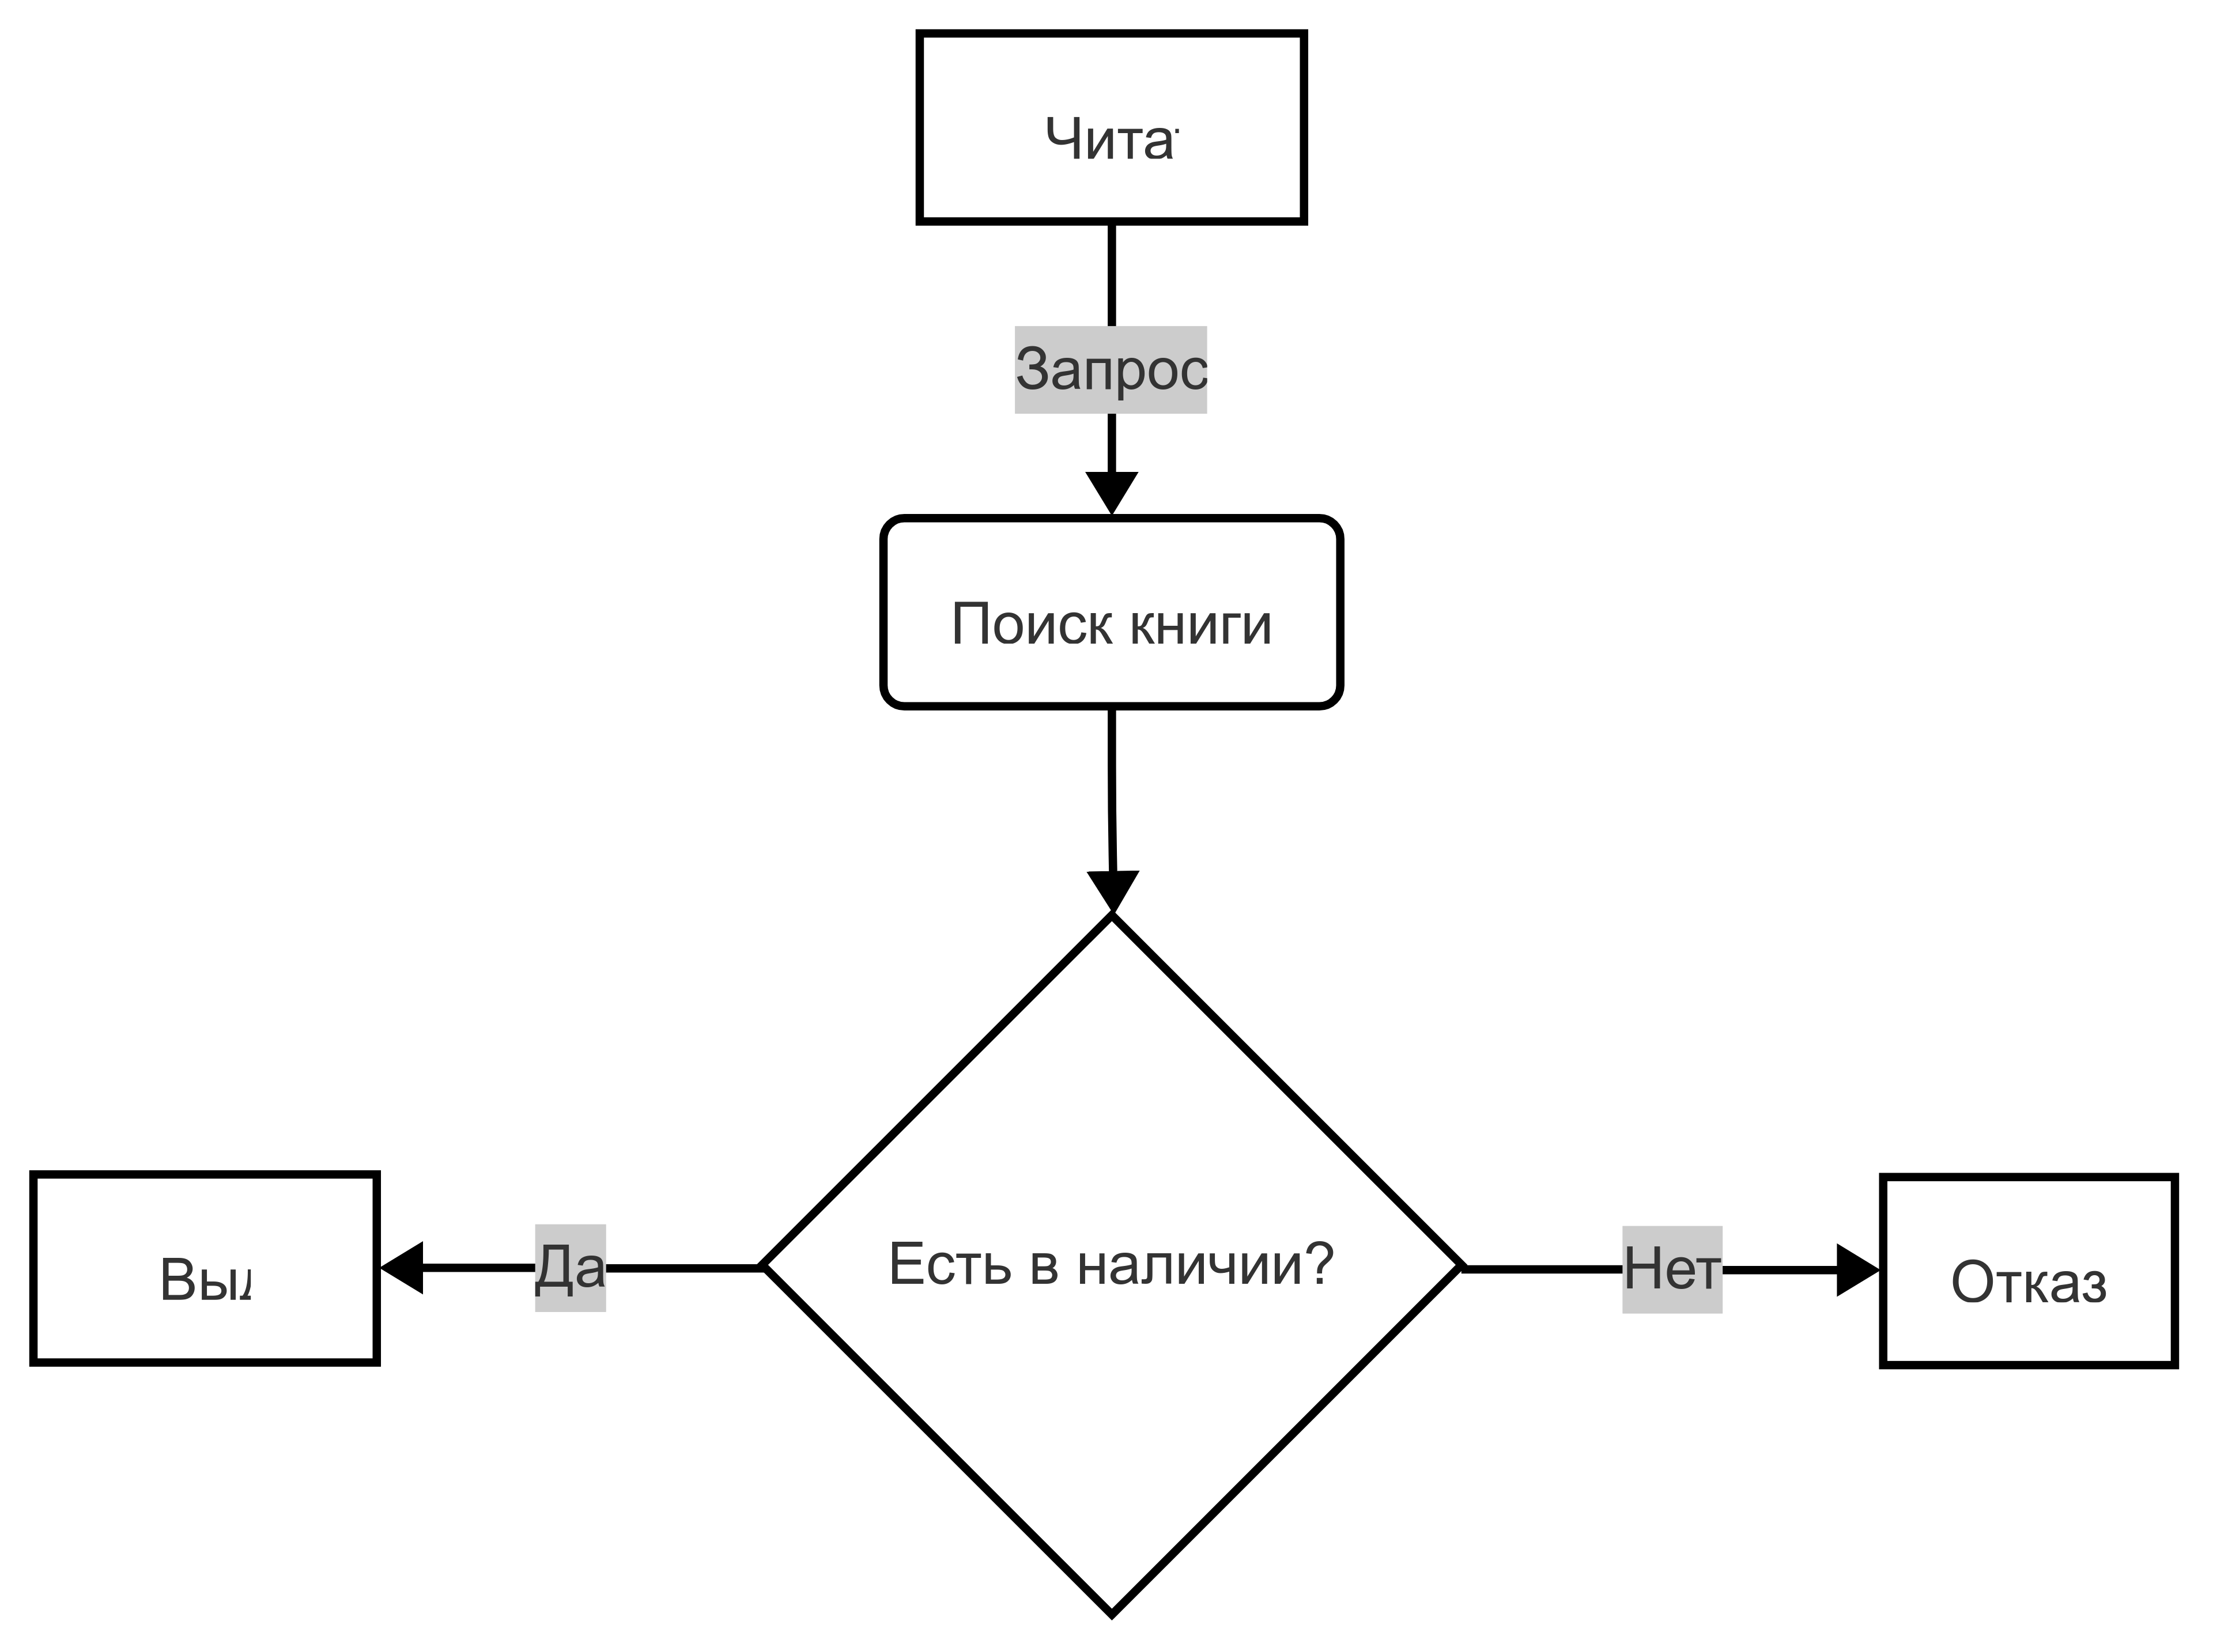 Чита
Запрос
Поиск книги
Есть в наличии?
Да
Нет
Вы
Отказ